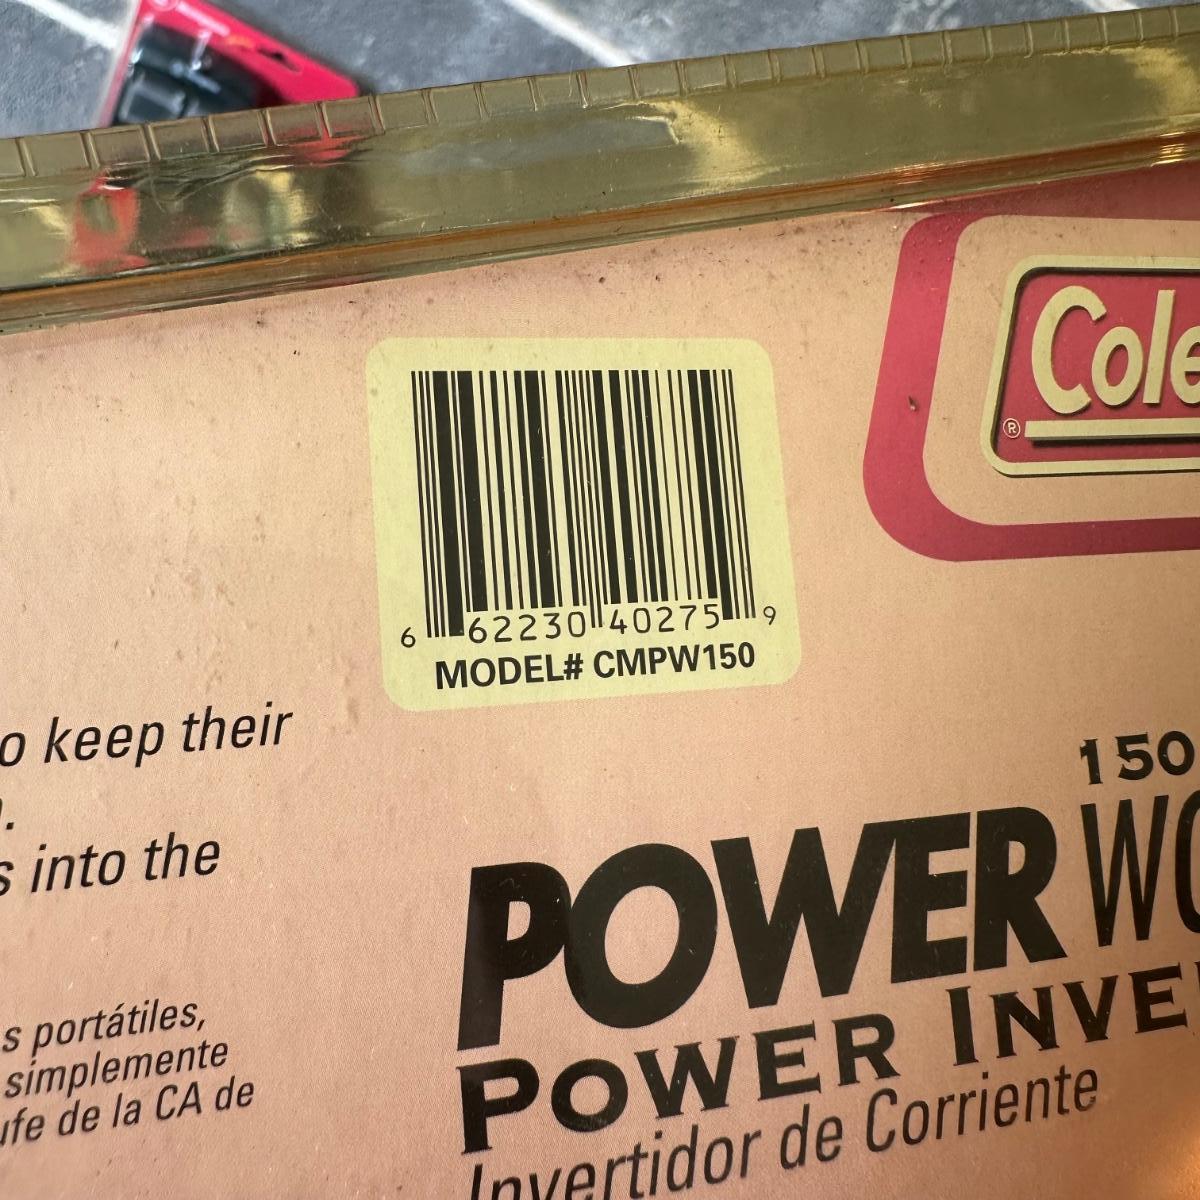 Cole
®
6 62230 40275 9
MODEL# CMPW150
o keep their
s into the
150
POWER WO
POWER INVE
Invertidor de Corriente
s portátiles,
simplemente
ufe de la CA de